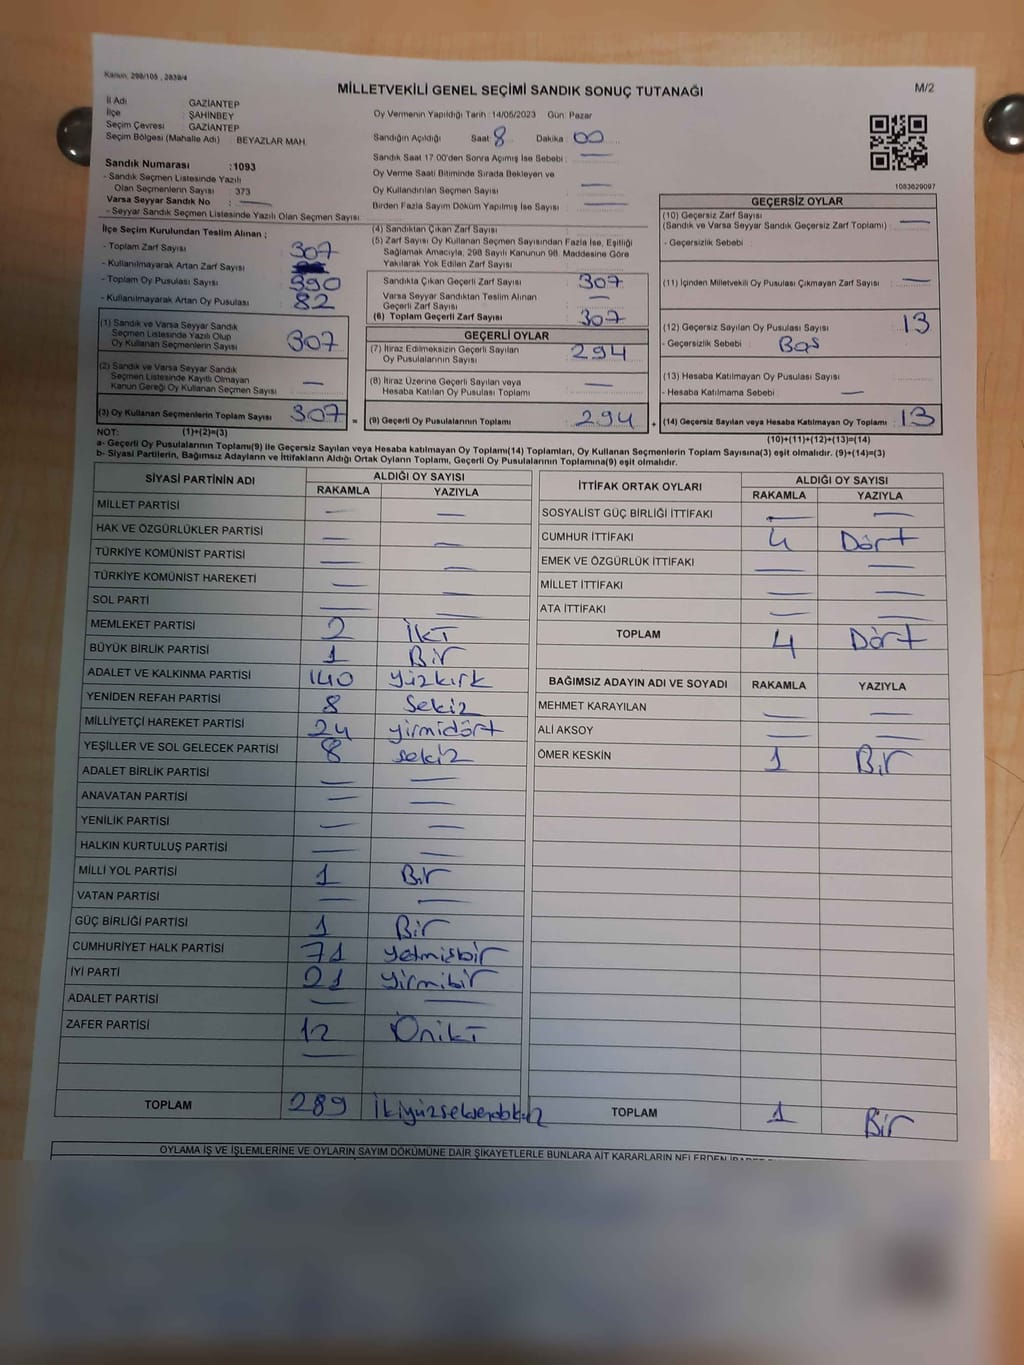 Kanun, 298/105 , 2839/4
MİLLETVEKİLİ GENEL SEÇİMİ SANDIK SONUÇ TUTANAĞI
M/2
İl Adı : GAZİANTEP
İlçe : ŞAHİNBEY
Seçim Çevresi : GAZİANTEP
Seçim Bölgesi (Mahalle Adı) : BEYAZLAR MAH.
Oy Vermenin Yapıldığı Tarih : 14/05/2023 Gün: Pazar
Sandığın Açıldığı Saat 8 Dakika 00
Sandık Saat 17.00'den Sonra Açımış İse Sebebi : —
Oy Verme Saati Bitiminde Sırada Bekleyen ve
Oy Kullandırılan Seçmen Sayısı —
Birden Fazla Sayım Döküm Yapılmış İse Sayısı —
1083629097
Sandık Numarası : 1093
- Sandık Seçmen Listesinde Yazılı
Olan Seçmenlerin Sayısı : 373
Varsa Seyyar Sandık No : —
- Seyyar Sandık Seçmen Listesinde Yazılı Olan Seçmen Sayısı
İlçe Seçim Kurulundan Teslim Alınan ;
- Toplam Zarf Sayısı 307
- Kullanılmayarak Artan Zarf Sayısı
- Toplam Oy Pusulası Sayısı 390
- Kullanılmayarak Artan Oy Pusulası 82
(1) Sandık ve Varsa Seyyar Sandık
Seçmen Listesinde Yazılı Olup
Oy Kullanan Seçmenlerin Sayısı 307
(2) Sandık ve Varsa Seyyar Sandık
Seçmen Listesinde Kayıtlı Olmayan
Kanun Gereği Oy Kullanan Seçmen Sayısı —
(3) Oy Kullanan Seçmenlerin Toplam Sayısı 307 =
(4) Sandıktan Çıkan Zarf Sayısı
(5) Zarf Sayısı Oy Kullanan Seçmen Sayısından Fazla İse, Eşitliği
Sağlamak Amacıyla, 298 Sayılı Kanunun 98. Maddesine Göre
Yakılarak Yok Edilen Zarf Sayısı :
Sandıkta Çıkan Geçerli Zarf Sayısı : 307
Varsa Seyyar Sandıktan Teslim Alınan
Geçerli Zarf Sayısı : —
(6) Toplam Geçerli Zarf Sayısı : 307
GEÇERLİ OYLAR
(7) İtiraz Edilmeksizin Geçerli Sayılan
Oy Pusulalarının Sayısı : 294
(8) İtiraz Üzerine Geçerli Sayılan veya
Hesaba Katılan Oy Pusulaları Toplamı : —
(9) Geçerli Oy Pusulalarının Toplamı : 294 +
GEÇERSİZ OYLAR
(10) Geçersiz Zarf Sayısı
(Sandık ve Varsa Seyyar Sandık Geçersiz Zarf Toplamı) : —
- Geçersizlik Sebebi :
(11) İçinden Milletvekili Oy Pusulası Çıkmayan Zarf Sayısı : —
(12) Geçersiz Sayılan Oy Pusulası Sayısı : 13
- Geçersizlik Sebebi : Boş
(13) Hesaba Katılmayan Oy Pusulası Sayısı :
- Hesaba Katılmama Sebebi : —
(14) Geçersiz Sayılan veya Hesaba Katılmayan Oy Toplamı : 13
NOT: (1)+(2)=(3)
(10)+(11)+(12)+(13)=(14)
a- Geçerli Oy Pusulalarının Toplamı(9) ile Geçersiz Sayılan veya Hesaba katılmayan Oy Toplamı(14) Toplamları, Oy Kullanan Seçmenlerin Toplam Sayısına(3) eşit olmalıdır. (9)+(14)=(3)
b- Siyasi Partilerin, Bağımsız Adayların ve İttifakların Aldığı Ortak Oyların Toplamı, Geçerli Oy Pusulalarının Toplamına(9) eşit olmalıdır.
SİYASİ PARTİNİN ADI ALDIĞI OY SAYISI
RAKAMLA YAZIYLA
MİLLET PARTİSİ — —
HAK VE ÖZGÜRLÜKLER PARTİSİ — —
TÜRKİYE KOMÜNİST PARTİSİ — —
TÜRKİYE KOMÜNİST HAREKETİ — —
SOL PARTİ — —
MEMLEKET PARTİSİ 2 İki
BÜYÜK BİRLİK PARTİSİ 1 Bir
ADALET VE KALKINMA PARTİSİ 140 yüzkırk
YENİDEN REFAH PARTİSİ 8 Sekiz
MİLLİYETÇİ HAREKET PARTİSİ 24 yirmidört
YEŞİLLER VE SOL GELECEK PARTİSİ 8 sekiz
ADALET BİRLİK PARTİSİ — —
ANAVATAN PARTİSİ — —
YENİLİK PARTİSİ — —
HALKIN KURTULUŞ PARTİSİ — —
MİLLİ YOL PARTİSİ 1 Bir
VATAN PARTİSİ — —
GÜÇ BİRLİĞİ PARTİSİ 1 Bir
CUMHURİYET HALK PARTİSİ 71 yetmişbir
İYİ PARTİ 21 yirmibir
ADALET PARTİSİ — —
ZAFER PARTİSİ 12 Oniki
—
TOPLAM 289 İkiyüzseksendokuz
İTTİFAK ORTAK OYLARI ALDIĞI OY SAYISI
RAKAMLA YAZIYLA
SOSYALİST GÜÇ BİRLİĞİ İTTİFAKI — —
CUMHUR İTTİFAKI 4 Dört
EMEK VE ÖZGÜRLÜK İTTİFAKI — —
MİLLET İTTİFAKI — —
ATA İTTİFAKI — —
TOPLAM 4 Dört
BAĞIMSIZ ADAYIN ADI VE SOYADI RAKAMLA YAZIYLA
MEHMET KARAYILAN — —
ALİ AKSOY — —
ÖMER KESKİN 1 Bir
TOPLAM 1 Bir
OYLAMA İŞ VE İŞLEMLERİNE VE OYLARIN SAYIM DÖKÜMÜNE DAİR ŞİKAYETLERLE BUNLARA AİT KARARLARIN NELERDEN